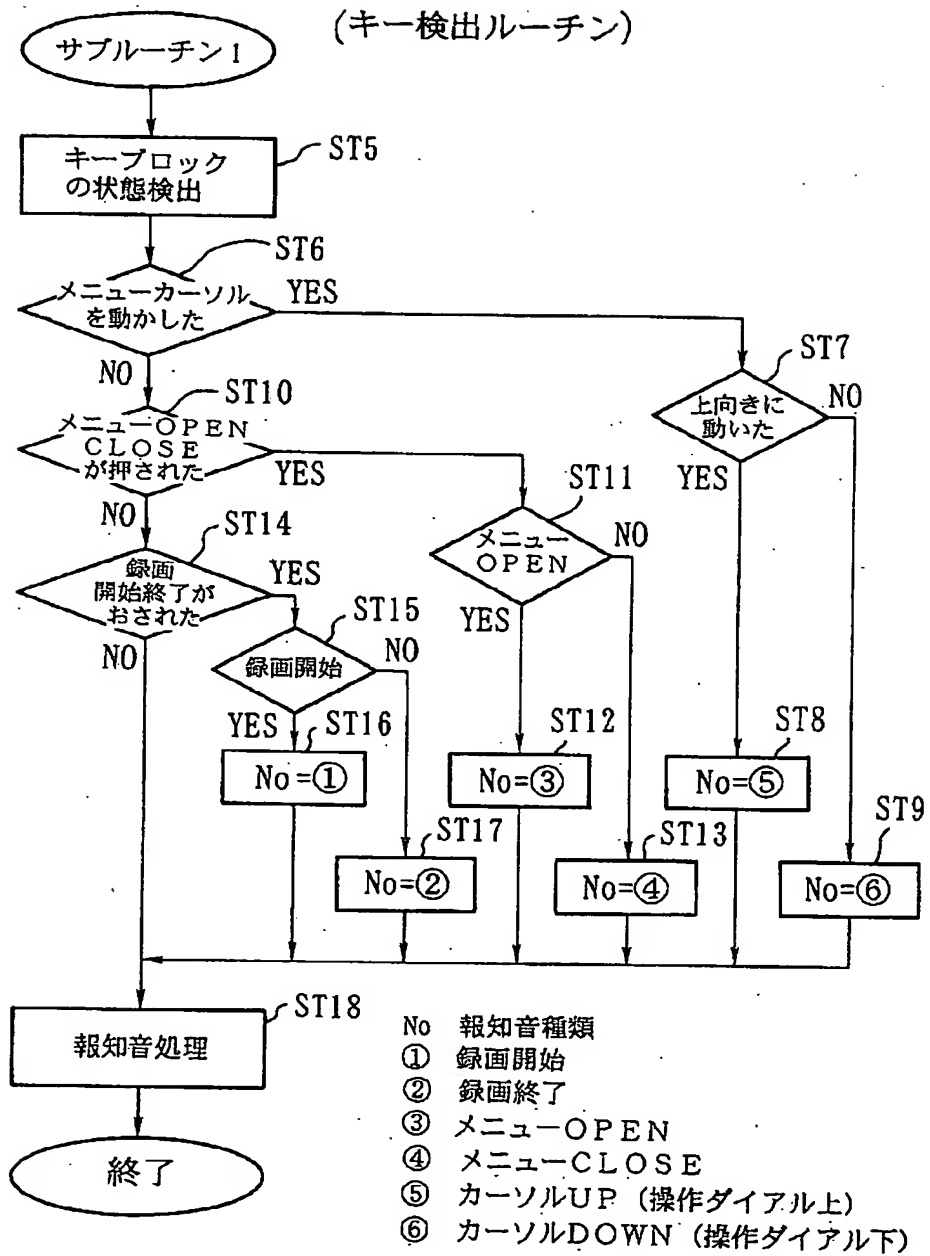 (キー検出ルーチン)
サブルーチン1
キーブロック
の状態検出
ST5
ST6
メニューカーソル
を動かした
YES
NO
ST7
上向きに
動いた
NO
YES
ST10
メニューOPEN
CLOSE
が押された
YES
NO
ST11
メニュー
OPEN
NO
YES
ST14
録画
開始終了が
おされた
YES
NO
ST15
録画開始
NO
YES
ST16
No=①
ST12
No=③
ST8
No=⑤
ST17
No=②
ST13
No=④
ST9
No=⑥
ST18
報知音処理
終了
No 報知音種類
① 録画開始
② 録画終了
③ メニューOPEN
④ メニューCLOSE
⑤ カーソルUP(操作ダイアル上)
⑥ カーソルDOWN(操作ダイアル下)